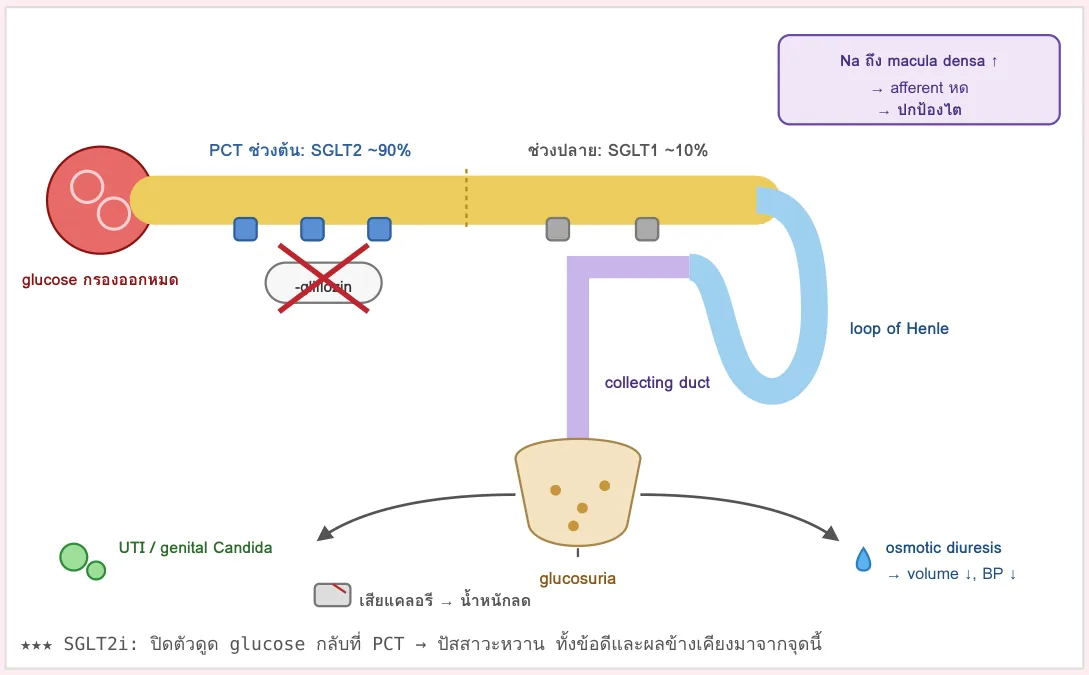 Na ถึง macula densa ↑
→ afferent หด
→ ปกป้องไต
PCT ช่วงต้น: SGLT2 ~90%
ช่วงปลาย: SGLT1 ~10%
glucose กรองออกหมด
-gliflozin
loop of Henle
collecting duct
UTI / genital Candida
osmotic diuresis
→ volume ↓, BP ↓
glucosuria
เสียแคลอรี → น้ำหนักลด
★★★ SGLT2i: ปิดตัวดูด glucose กลับที่ PCT → ปัสสาวะหวาน ทั้งข้อดีและผลข้างเคียงมาจากจุดนี้